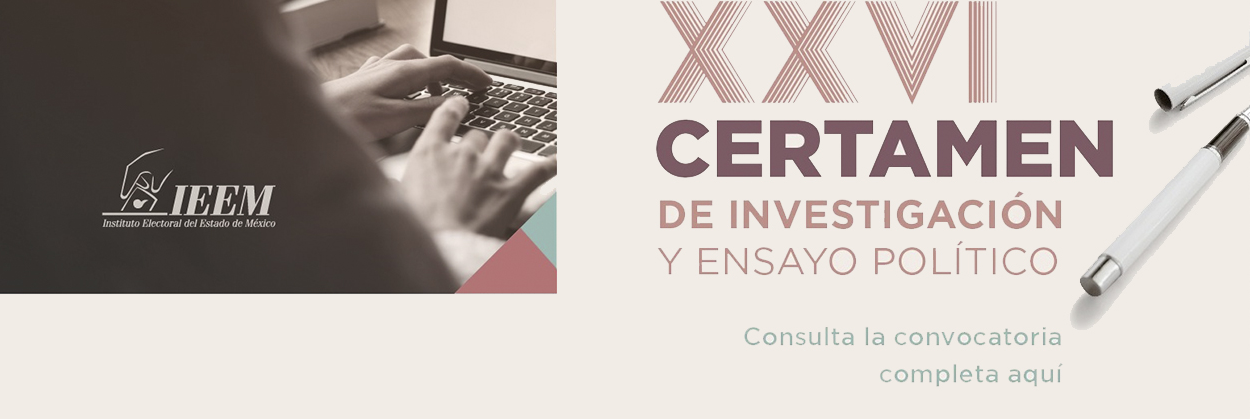 IEEM
Instituto Electoral del Estado de México
XXVI
CERTAMEN
DE INVESTIGACIÓN
Y ENSAYO POLÍTICO
Consulta la convocatoria
completa aquí